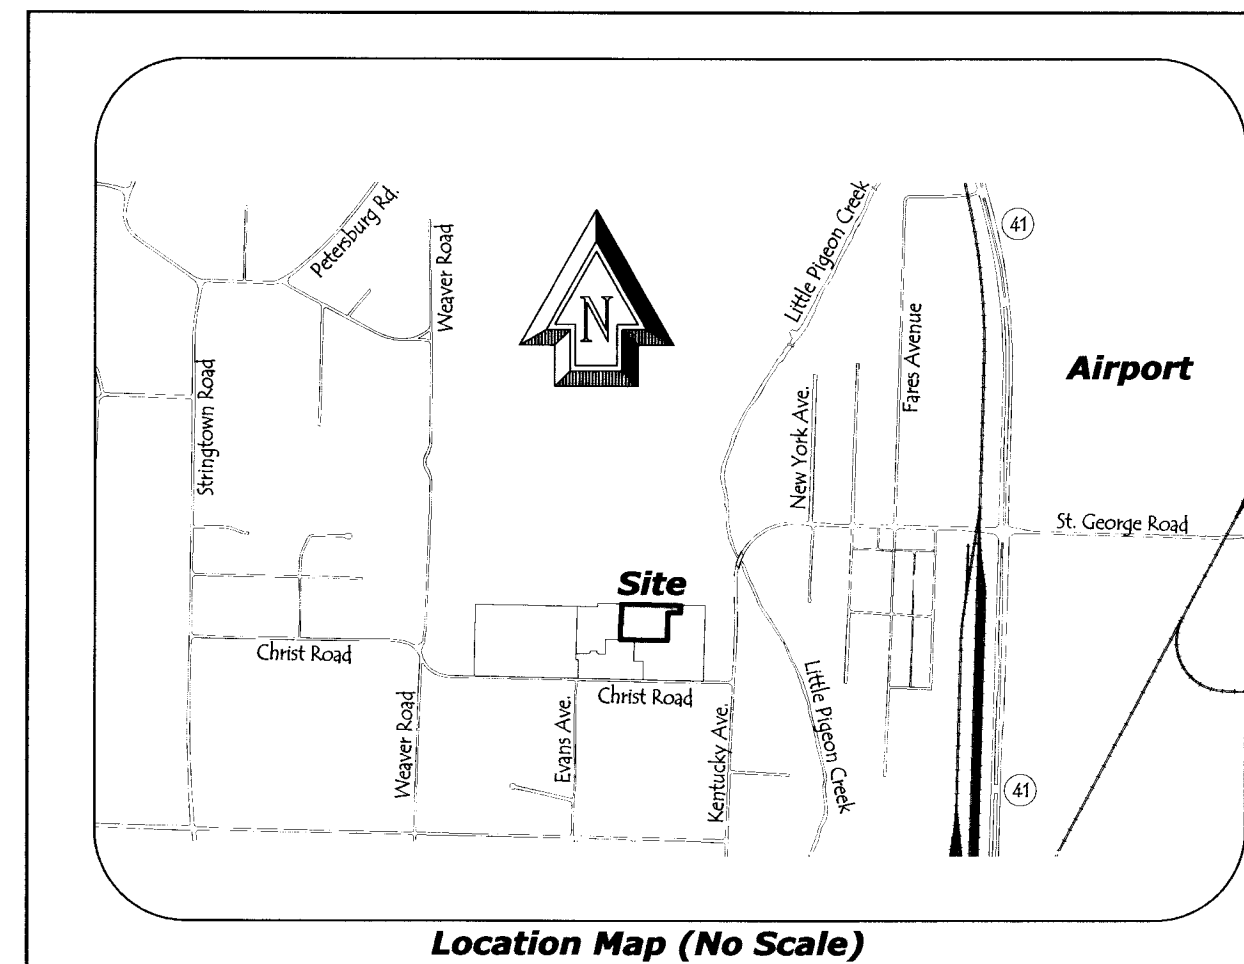 Petersburg Rd.
Weaver Road
Little Pigeon Creek
41
N
Fares Avenue
Airport
Stringtown Road
New York Ave.
St. George Road
Site
Christ Road
Christ Road
Little Pigeon Creek
Weaver Road
Evans Ave.
Kentucky Ave.
41
Location Map (No Scale)